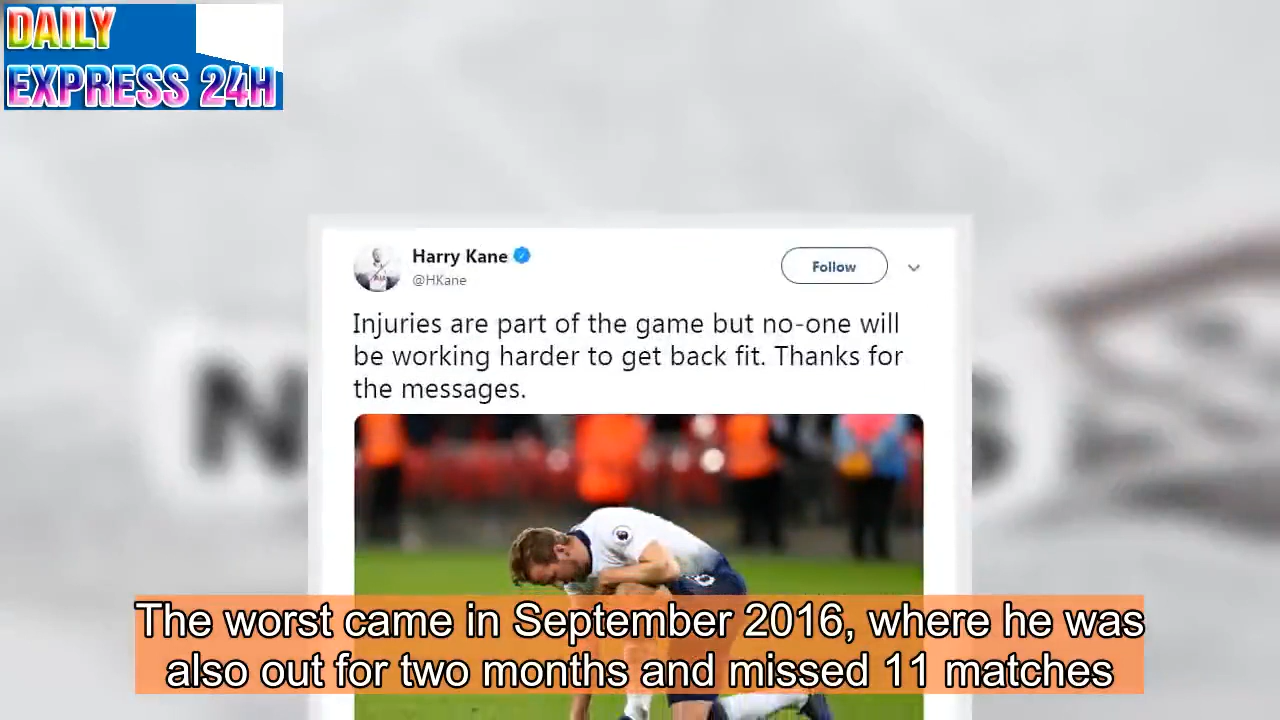 DAILY
EXPRESS 24H
Harry Kane
@HKane
Follow
Injuries are part of the game but no-one will
be working harder to get back fit. Thanks for
the messages.
The worst came in September 2016, where he was
also out for two months and missed 11 matches